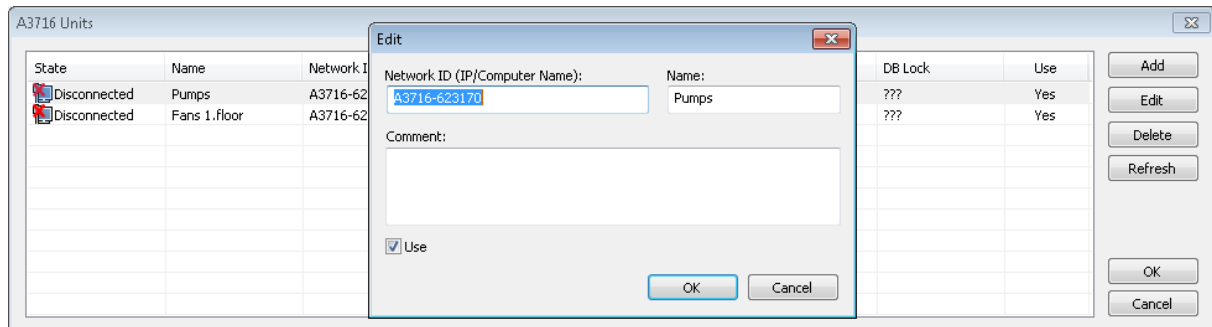 A3716 Units
Edit
State Name Network I DB Lock Use Add
Network ID (IP/Computer Name): Name:
Disconnected Pumps A3716-62 A3716-623170 Pumps ??? Yes Edit
Disconnected Fans 1.floor A3716-62 ??? Yes
Comment: Delete
Refresh
Use
OK Cancel OK
Cancel